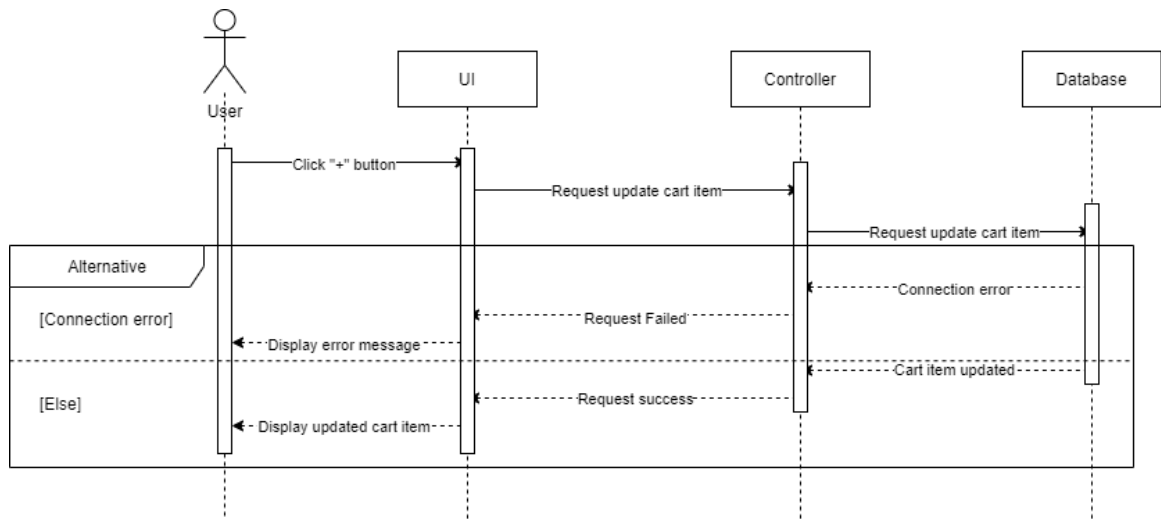 User
UI
Controller
Database
Click "+" button
Request update cart item
Request update cart item
Alternative
Connection error
[Connection error]
Request Failed
Display error message
Cart item updated
[Else]
Request success
Display updated cart item